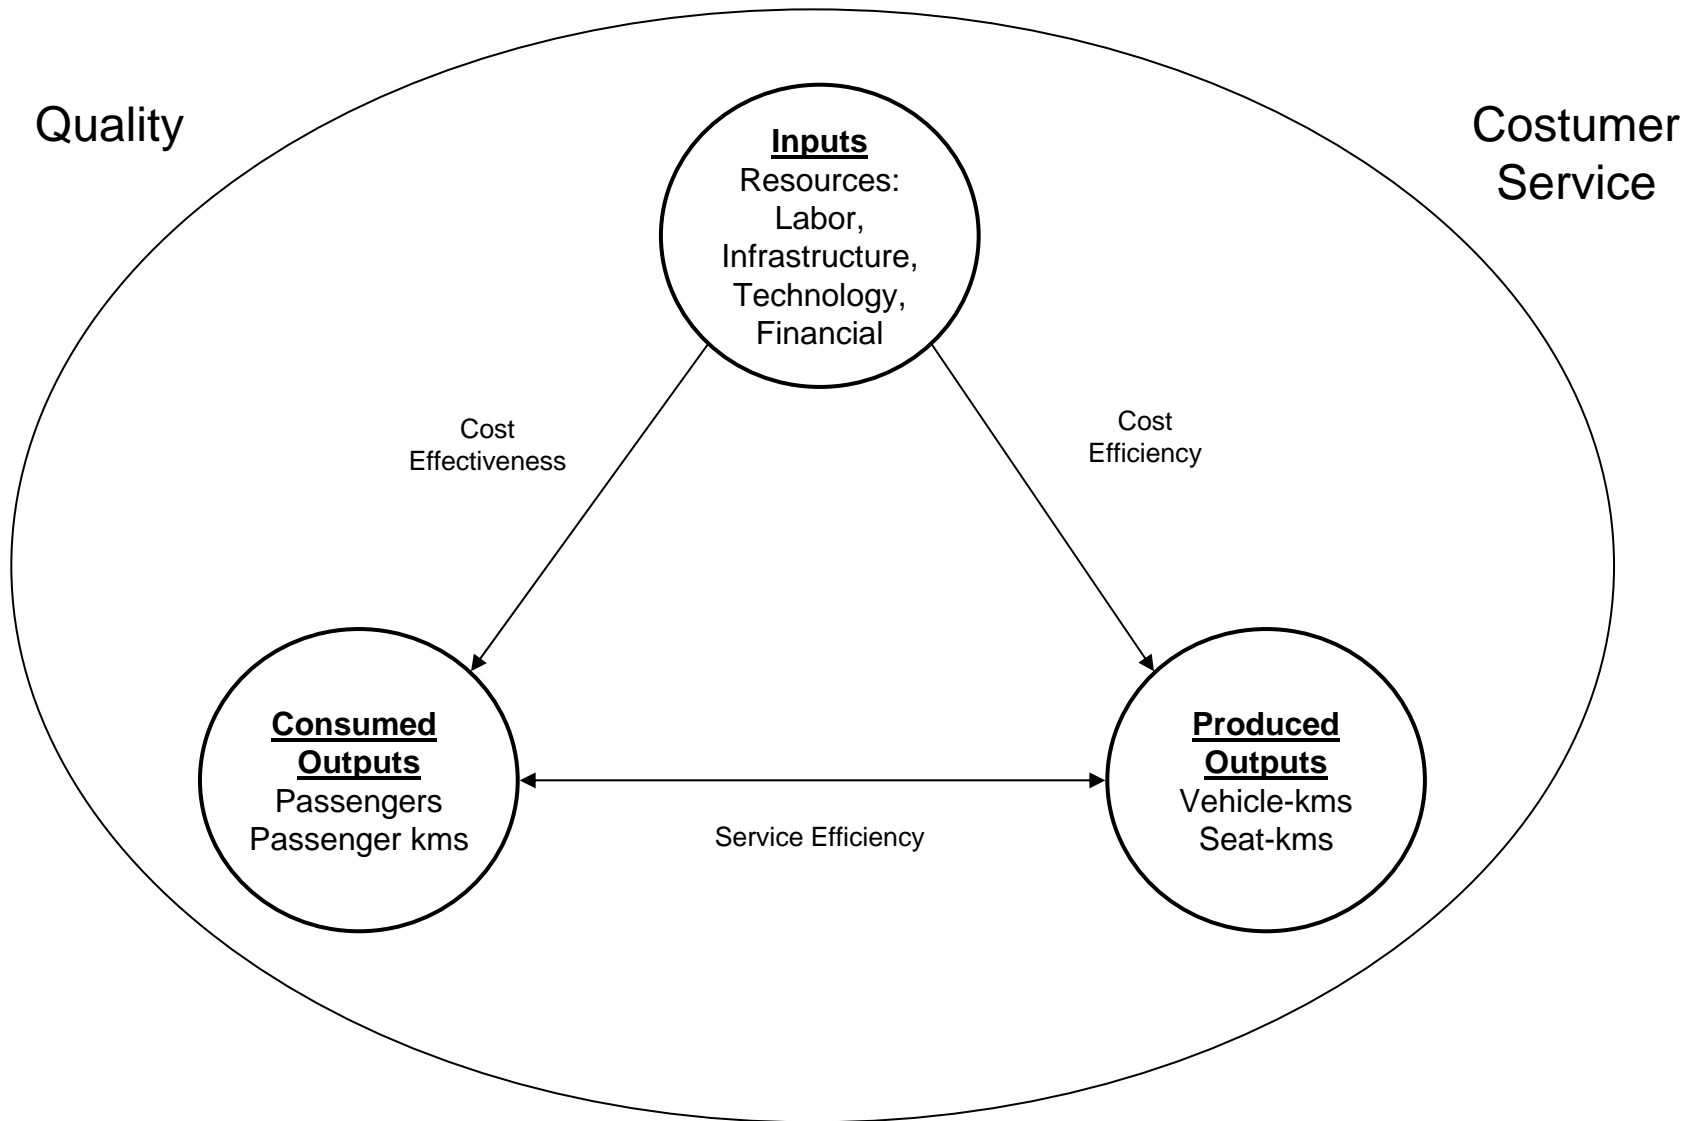 Quality
Costumer
Service
Inputs
Resources:
Labor,
Infrastructure,
Technology,
Financial
Cost
Effectiveness
Cost
Efficiency
Consumed
Outputs
Passengers
Passenger kms
Service Efficiency
Produced
Outputs
Vehicle-kms
Seat-kms